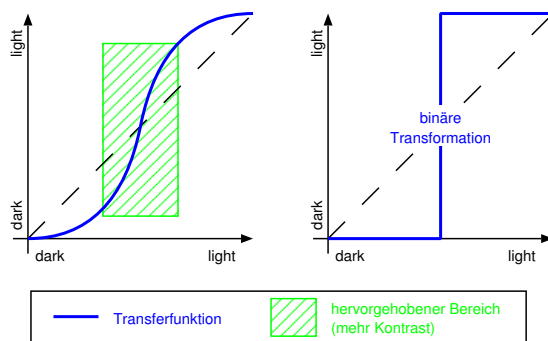 light
dark
dark
light
light
binäre
Transformation
dark
dark
light
Transferfunktion
hervorgehobener Bereich
(mehr Kontrast)